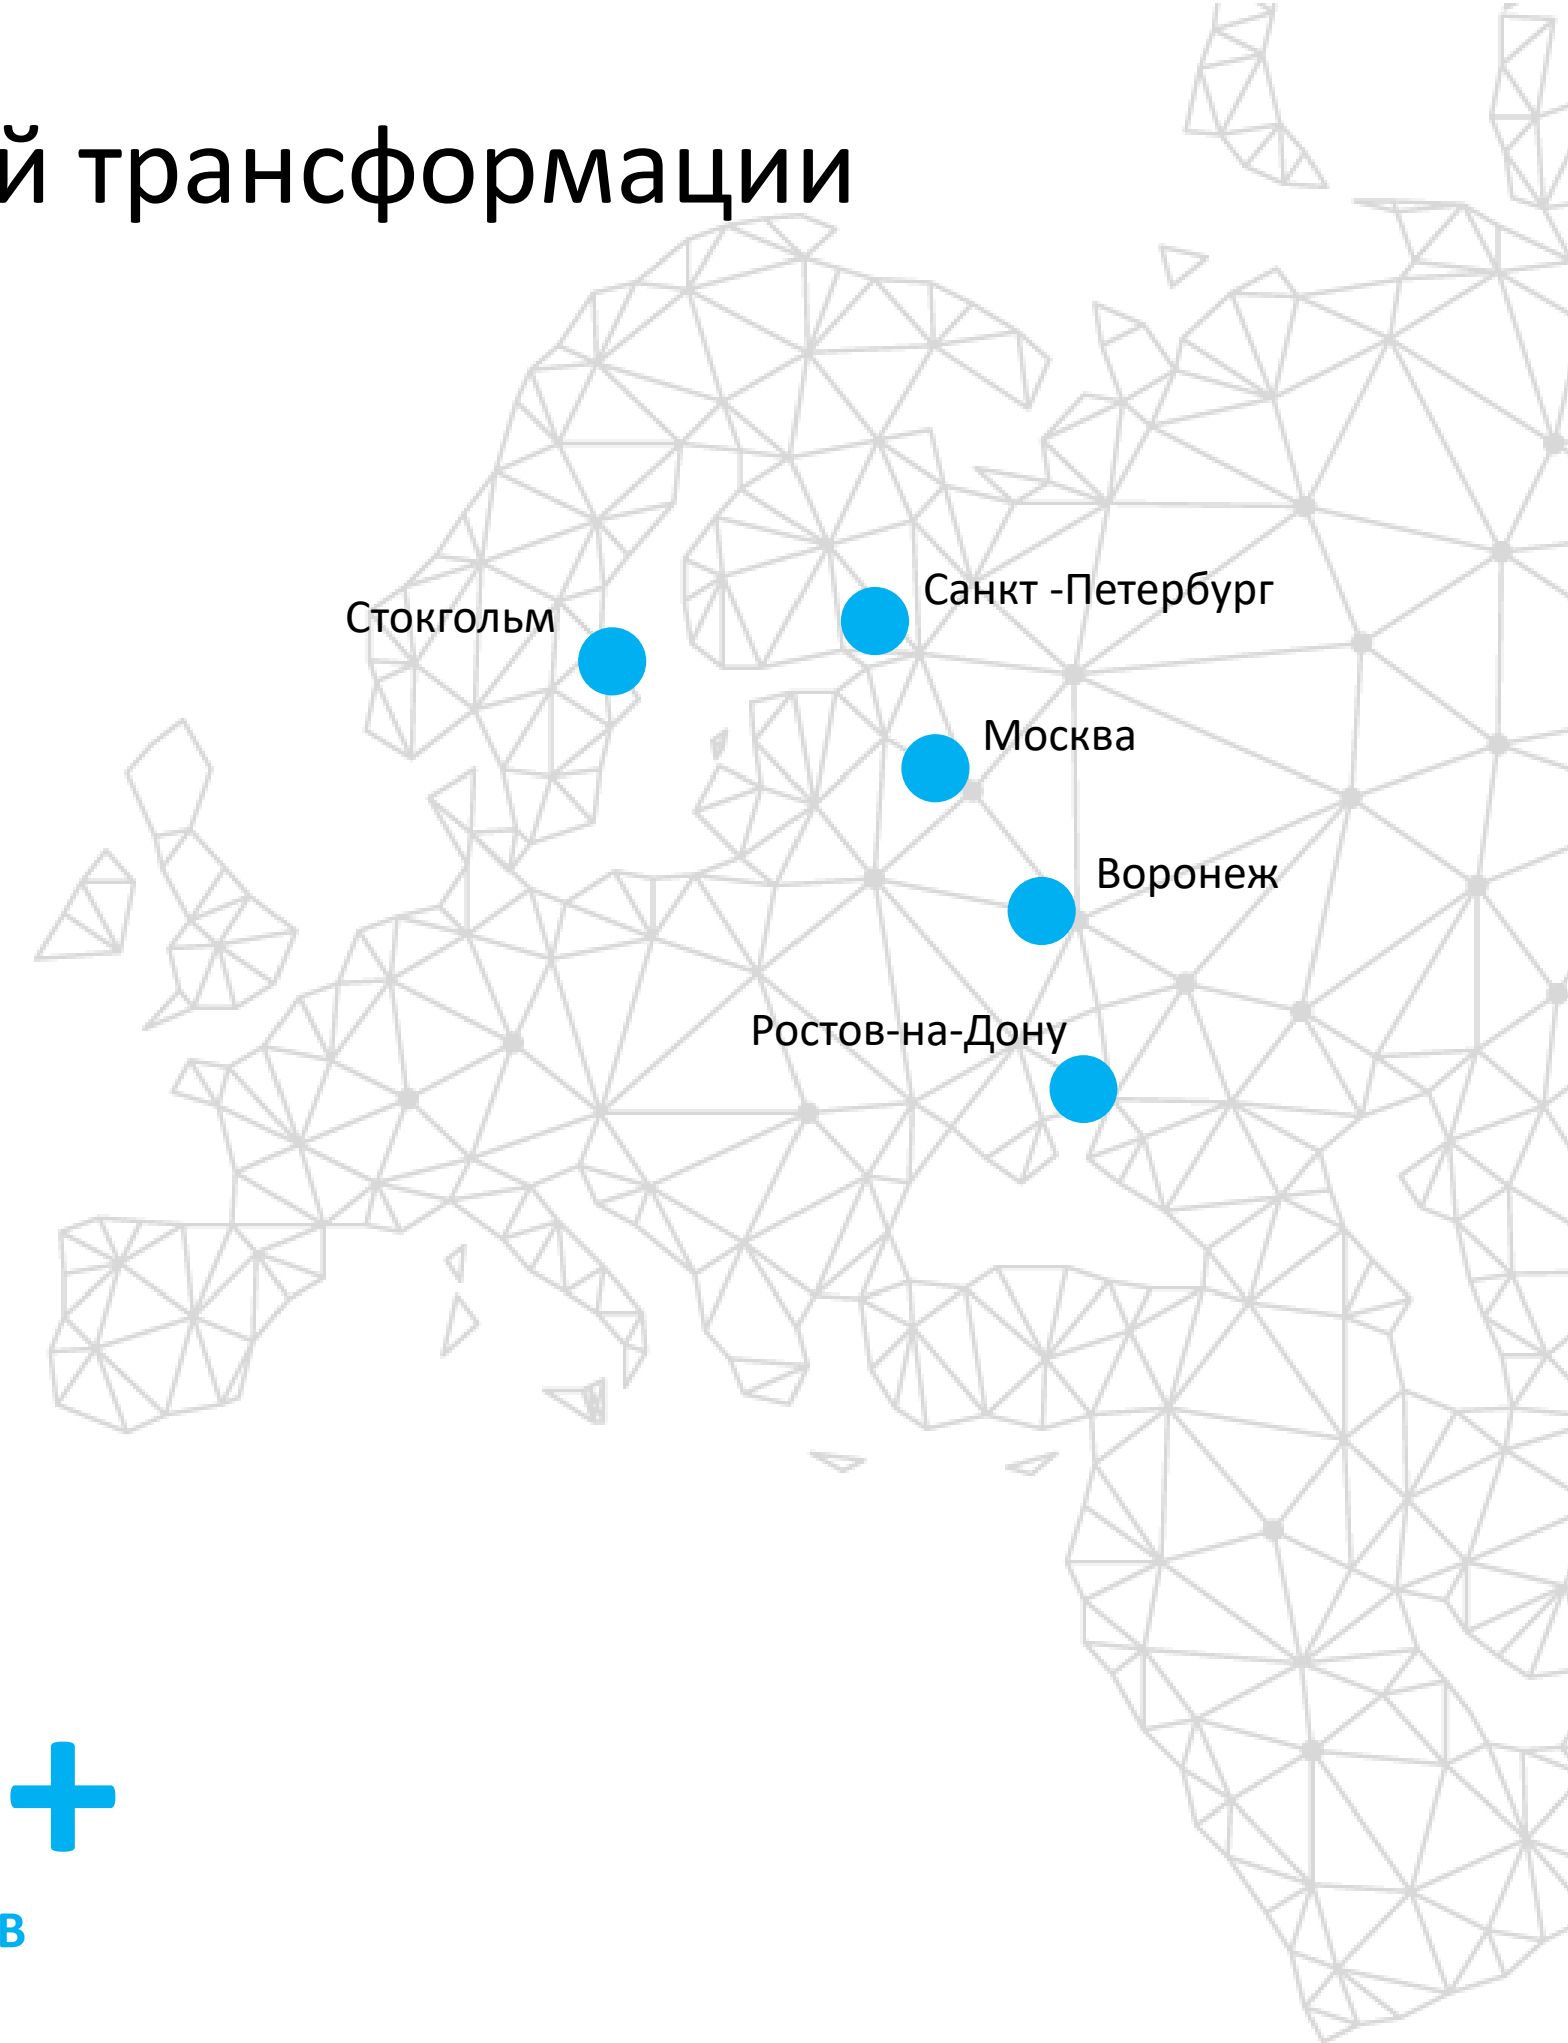 й трансформации
Санкт -Петербург
Стокгольм
Москва
Воронеж
Ростов-на-Дону
+
в